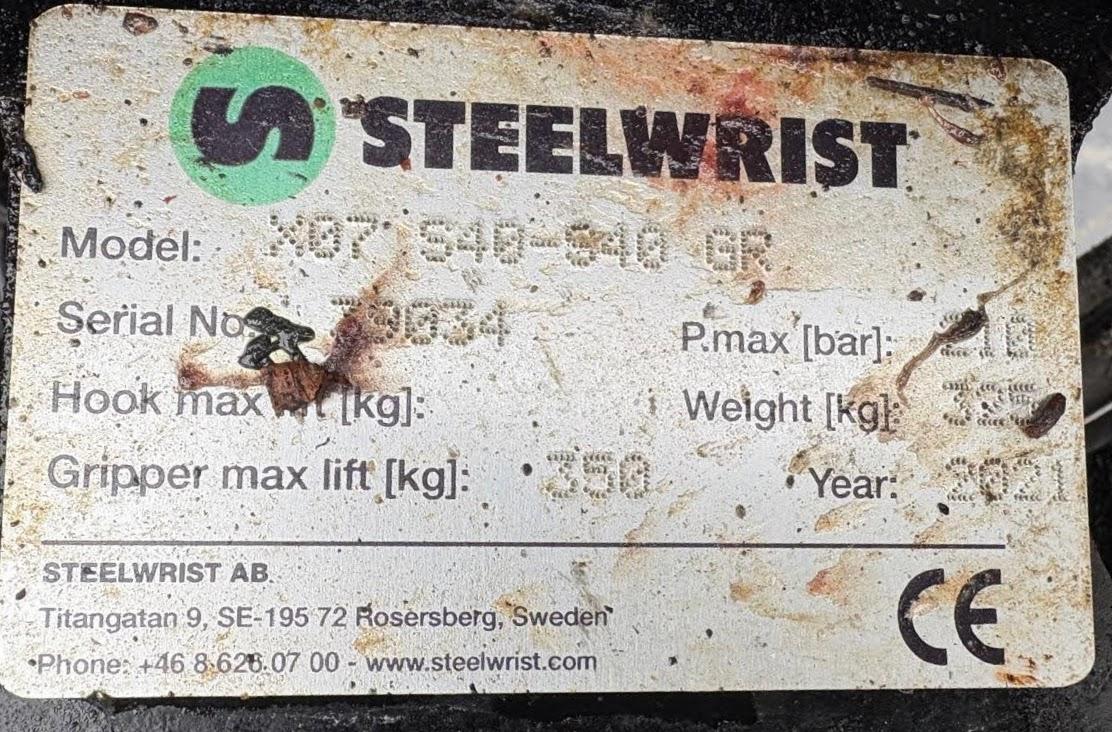 STEELWRIST
Model: X07 S40-S40 GR
Serial No
P.max [bar]: 210
Hook max [kg]:
Weight [kg]:
Gripper max lift [kg]: 350
Year: 2021
STEELWRIST AB
Titangatan 9, SE-195 72 Rosersberg, Sweden
Phone: +46 8 626 07 00 - www.steelwrist.com
CE